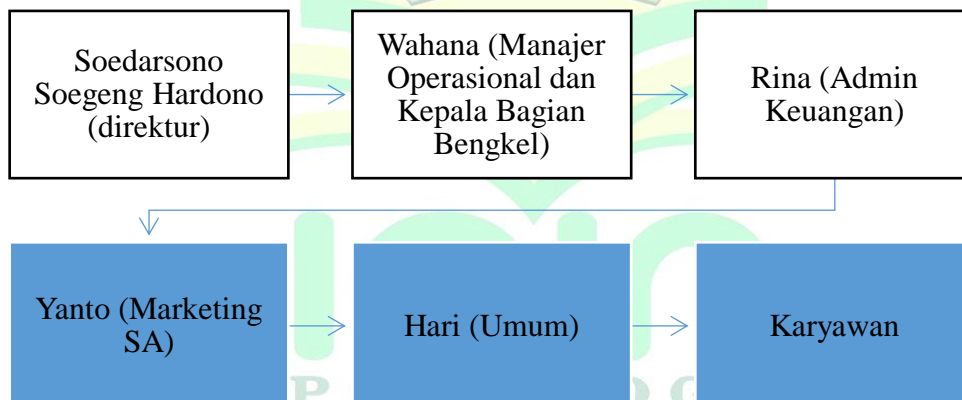 Soedarsono
Soegeng Hardono
(direktur)
Wahana (Manajer
Operasional dan
Kepala Bagian
Bengkel)
Rina (Admin
Keuangan)
Yanto (Marketing
SA)
Hari (Umum)
Karyawan